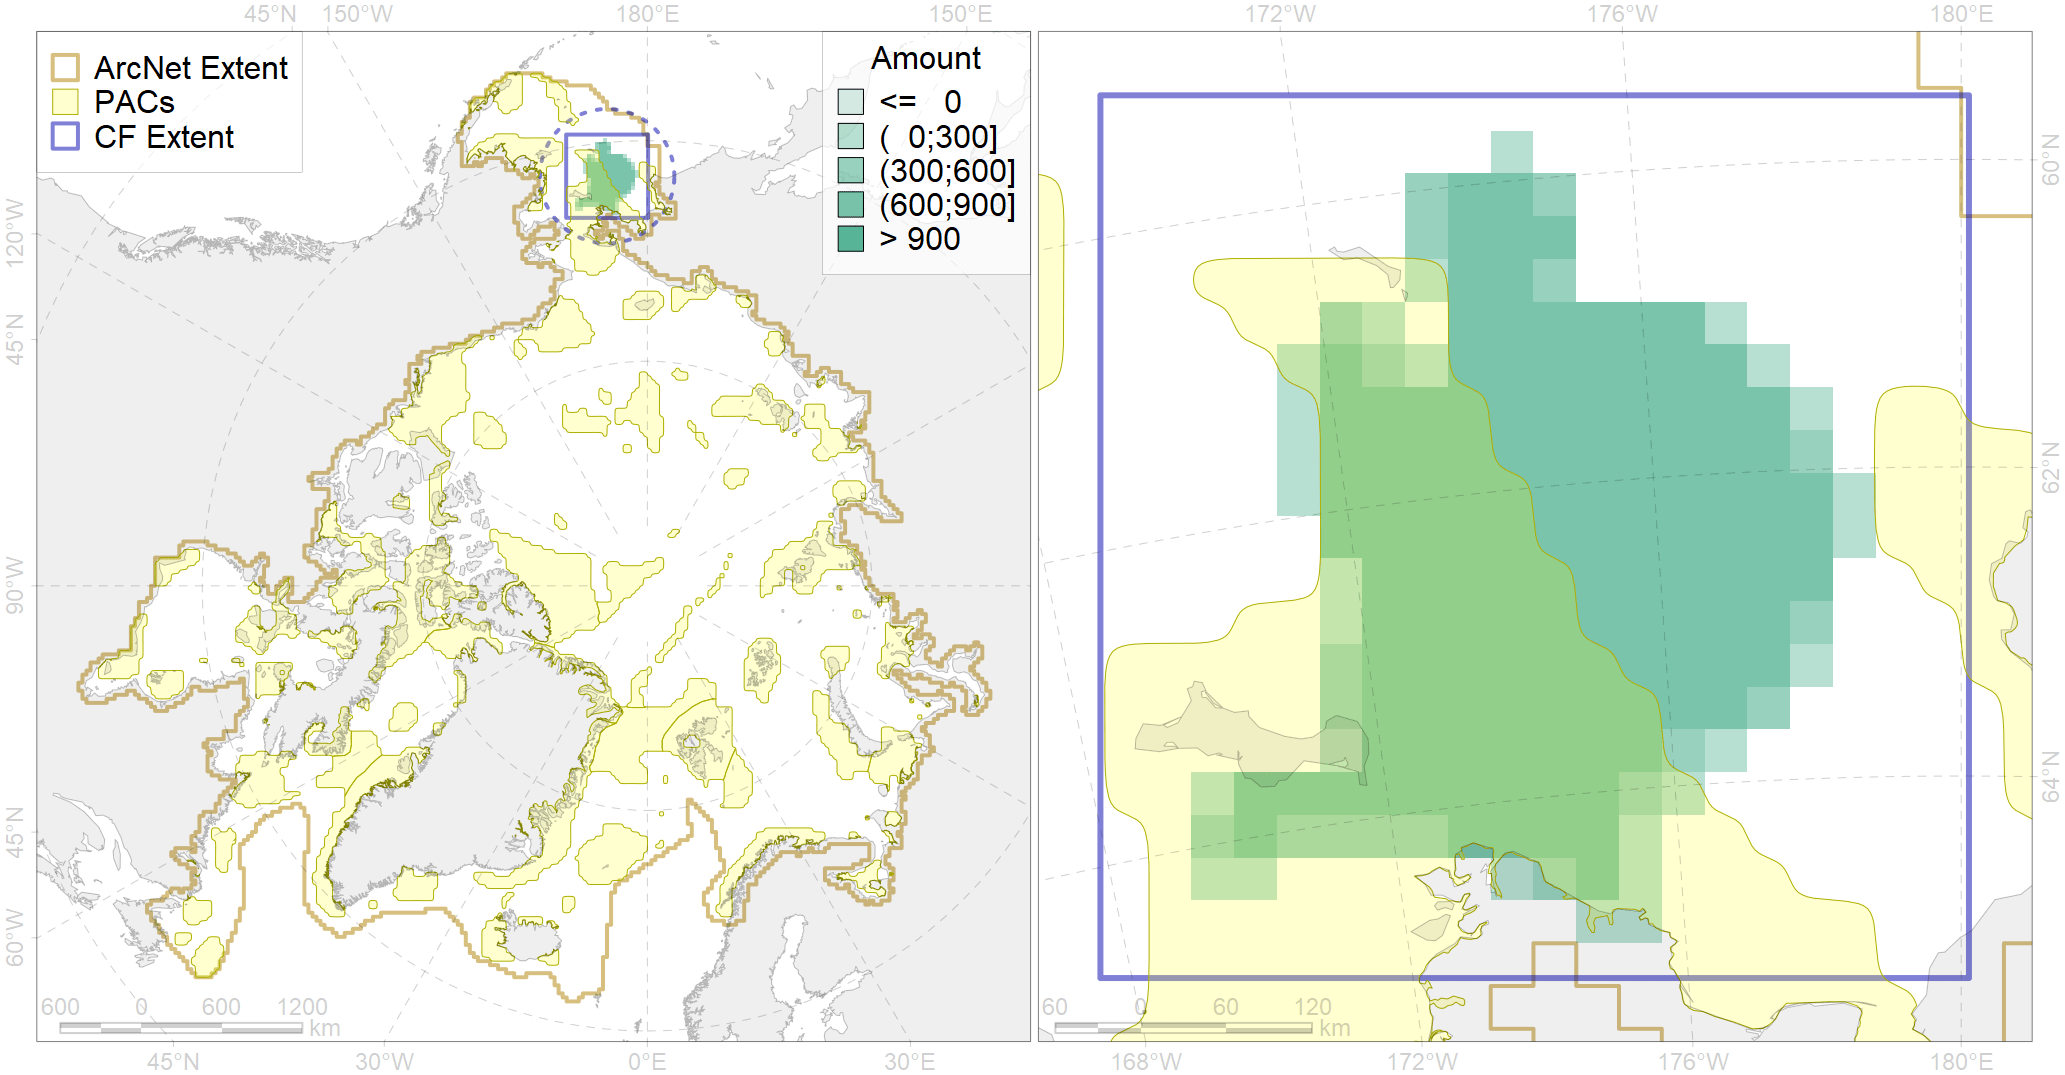 45°N 150°W 180°E 150°E 172°W 176°W 180°E
ArcNet Extent
PACs
CF Extent
Amount
<= 0
( 0;300]
(300;600]
(600;900]
> 900
120°W
45°N
90°W
45°N
60°W
60°N
62°N
64°N
600 0 600 1200
km
60 0 60 120
km
45°N 30°W 0°E 30°E 168°W 172°W 176°W 180°E